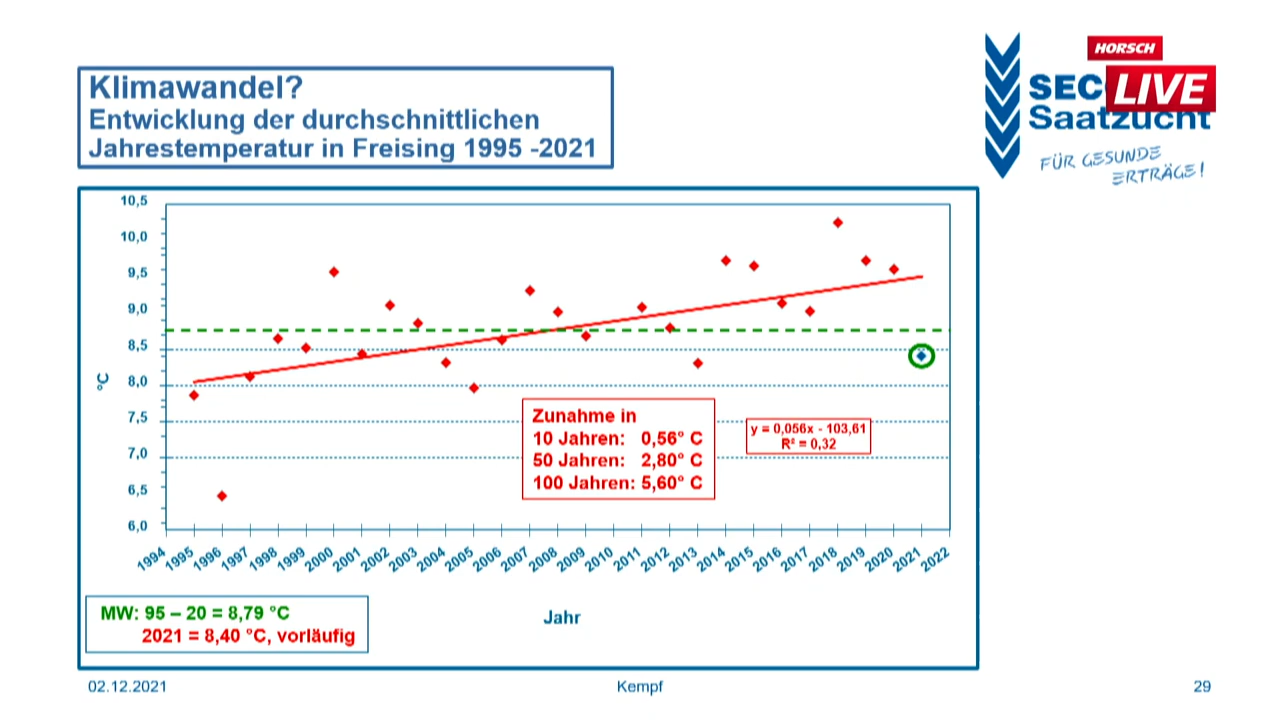 Klimawandel?
Entwicklung der durchschnittlichen
Jahrestemperatur in Freising 1995 -2021
HORSCH
LIVE
SEC
Saatzucht
FÜR GESUNDE
ERTRÄGE!
10,5
10,0
9,5
9,0
8,5
8,0
7,5
7,0
6,5
6,0
°C
Zunahme in
10 Jahren: 0,56° C
50 Jahren: 2,80° C
100 Jahren: 5,60° C
y = 0,056x - 103,61
R² = 0,32
1994 1995 1996 1997 1998 1999 2000 2001 2002 2003 2004 2005 2006 2007 2008 2009 2010 2011 2012 2013 2014 2015 2016 2017 2018 2019 2020 2021 2022
Jahr
MW: 95 – 20 = 8,79 °C
2021 = 8,40 °C, vorläufig
02.12.2021 Kempf 29